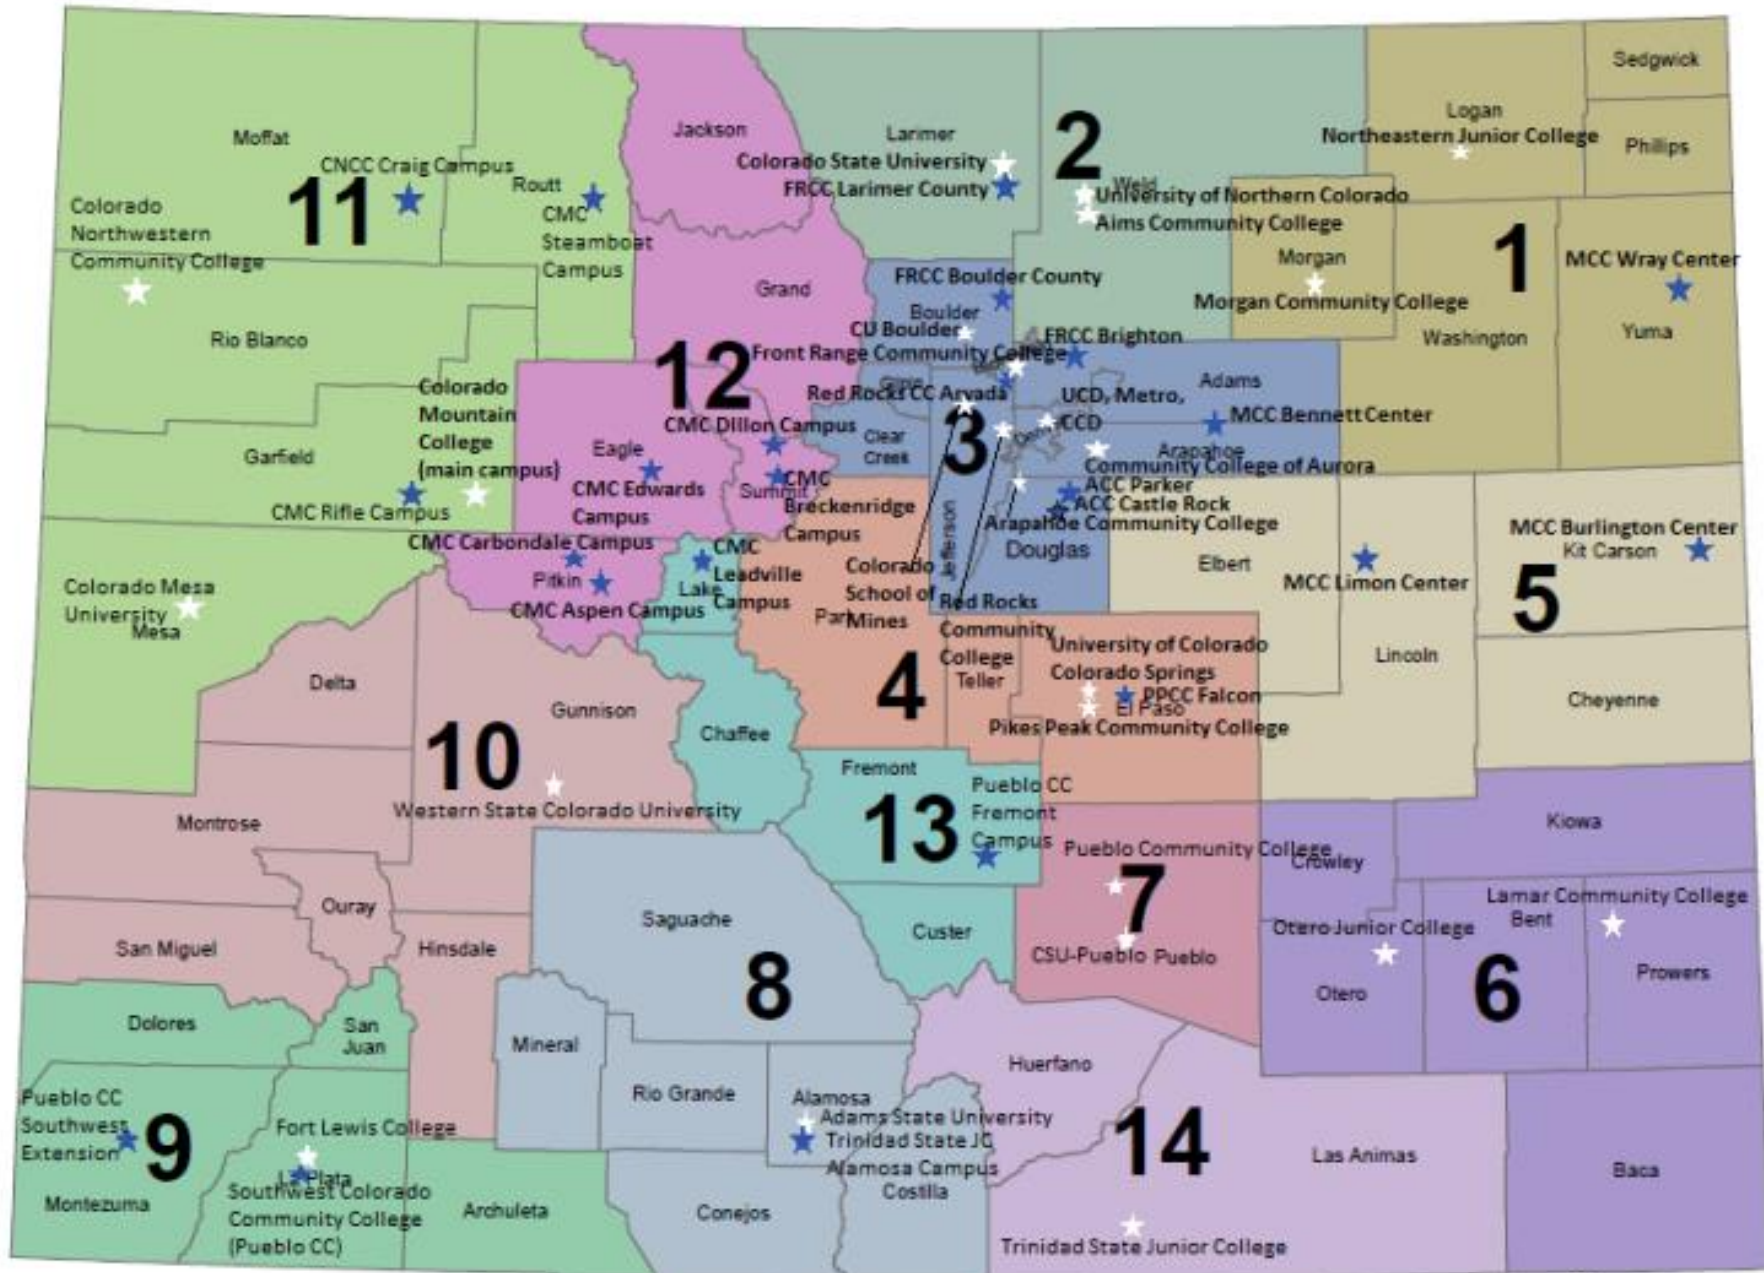 Sedgwick
Logan
Moffat
Jackson
Larimer
2
Northeastern Junior College
Phillips
CNCC Craig Campus
Colorado State University
Routt
FRCC Larimer County
Weld
University of Northern Colorado
11
Colorado
Northwestern
Community College
CMC
Steamboat
Campus
Aims Community College
1
Morgan
MCC Wray Center
Grand
FRCC Boulder County
Morgan Community College
Boulder
Rio Blanco
CU Boulder
FRCC Brighton
Washington
Yuma
12
Front Range Community College
Colorado
Mountain
College
(main campus)
Red Rocks CC Arvada
Adams
UCD, Metro,
CCD
MCC Bennett Center
CMC Dillon Campus
3
Clear
Creek
Garfield
Eagle
Arapahoe
Community College of Aurora
CMC Edwards
Campus
Summit
CMC
Breckenridge
Campus
ACC Parker
ACC Castle Rock
CMC Rifle Campus
Arapahoe Community College
Jefferson
Douglas
MCC Burlington Center
Kit Carson
CMC Carbondale Campus
CMC
Leadville
Campus
Colorado
School of
Mines
Elbert
MCC Limon Center
5
Colorado Mesa
University
Mesa
Pitkin
Lake
CMC Aspen Campus
Park
Red Rocks
Community
College
University of Colorado
Colorado Springs
Lincoln
Delta
4
Teller
PPCC Falcon
El Paso
Cheyenne
Gunnison
Chaffee
Pikes Peak Community College
10
Fremont
Pueblo CC
Fremont
Campus
Western State Colorado University
Montrose
13
Kiowa
Pueblo Community College
Crowley
7
Ouray
Saguache
Lamar Community College
Bent
San Miguel
Hinsdale
Custer
Otero Junior College
CSU-Pueblo
Pueblo
8
Otero
6
Prowers
Dolores
San
Juan
Mineral
Huerfano
Rio Grande
Alamosa
Pueblo CC
Southwest
Extension
9
Fort Lewis College
Adams State University
Trinidad State JC
Alamosa Campus
14
Las Animas
Baca
La Plata
Southwest Colorado
Community College
(Pueblo CC)
Costilla
Montezuma
Archuleta
Conejos
Trinidad State Junior College